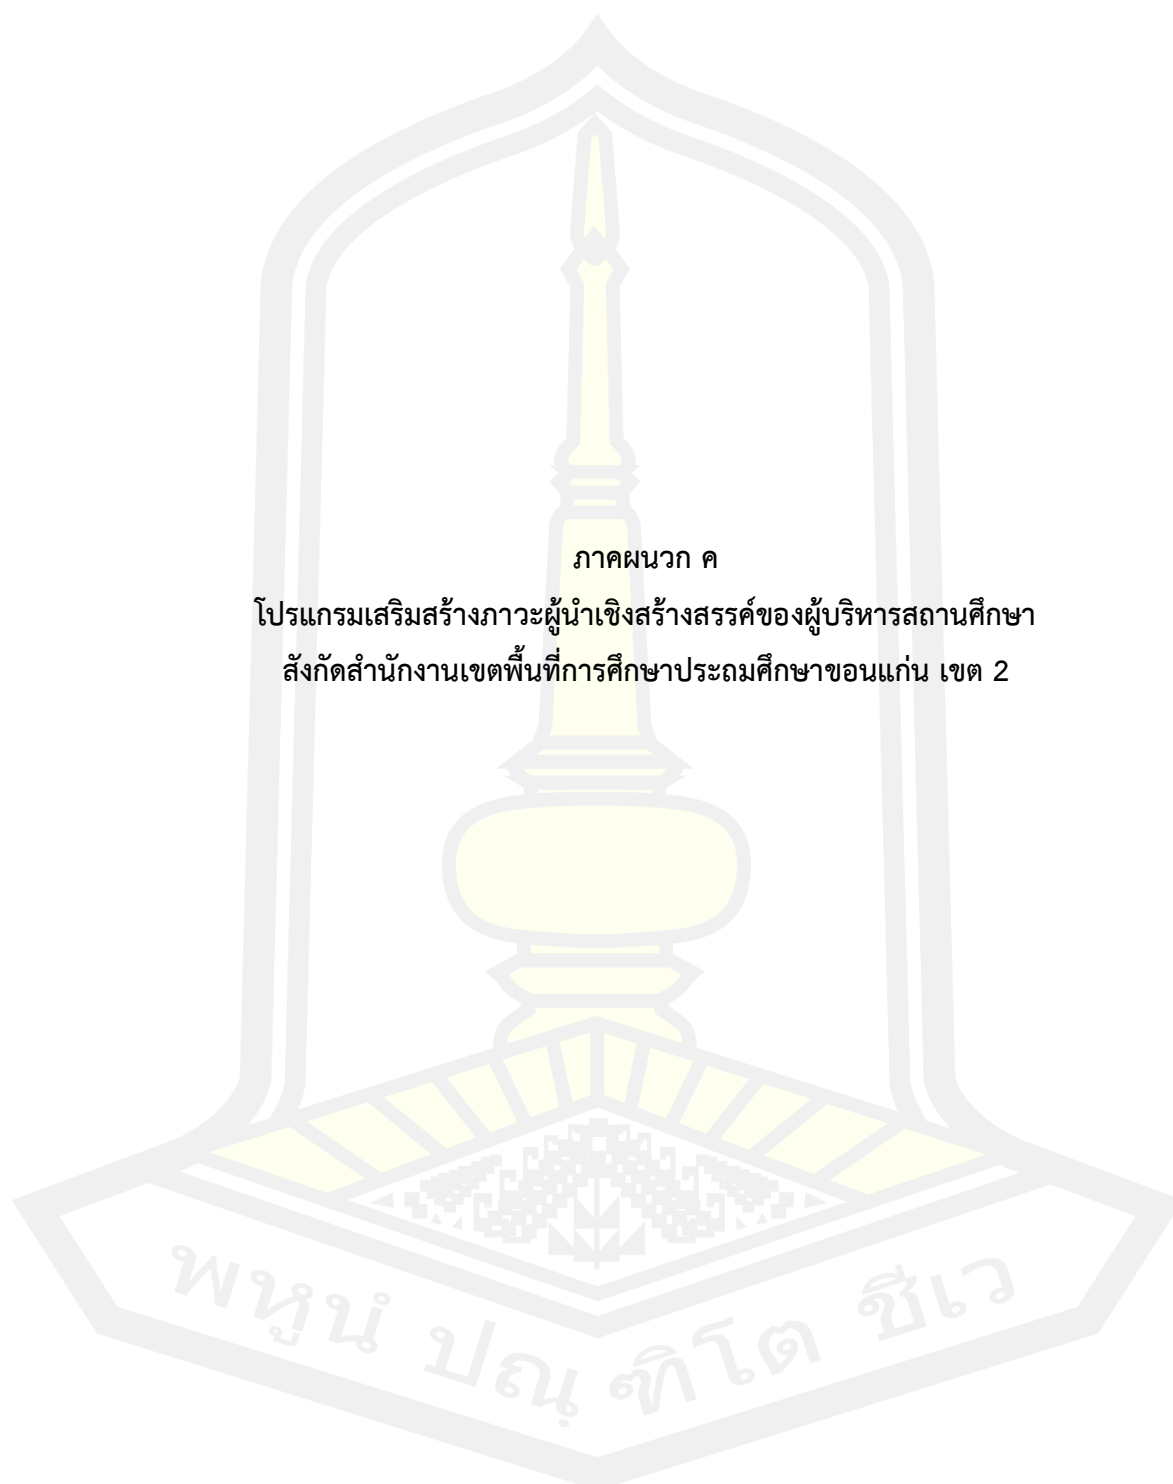 ภาคผนวก ค
โปรแกรมเสริมสร้างภาวะผู้นำเชิงสร้างสรรค์ของผู้บริหารสถานศึกษา
สังกัดสำนักงานเขตพื้นที่การศึกษาประถมศึกษาขอนแก่น เขต 2
พหูนํ ปณฺฑิโต ชีเว